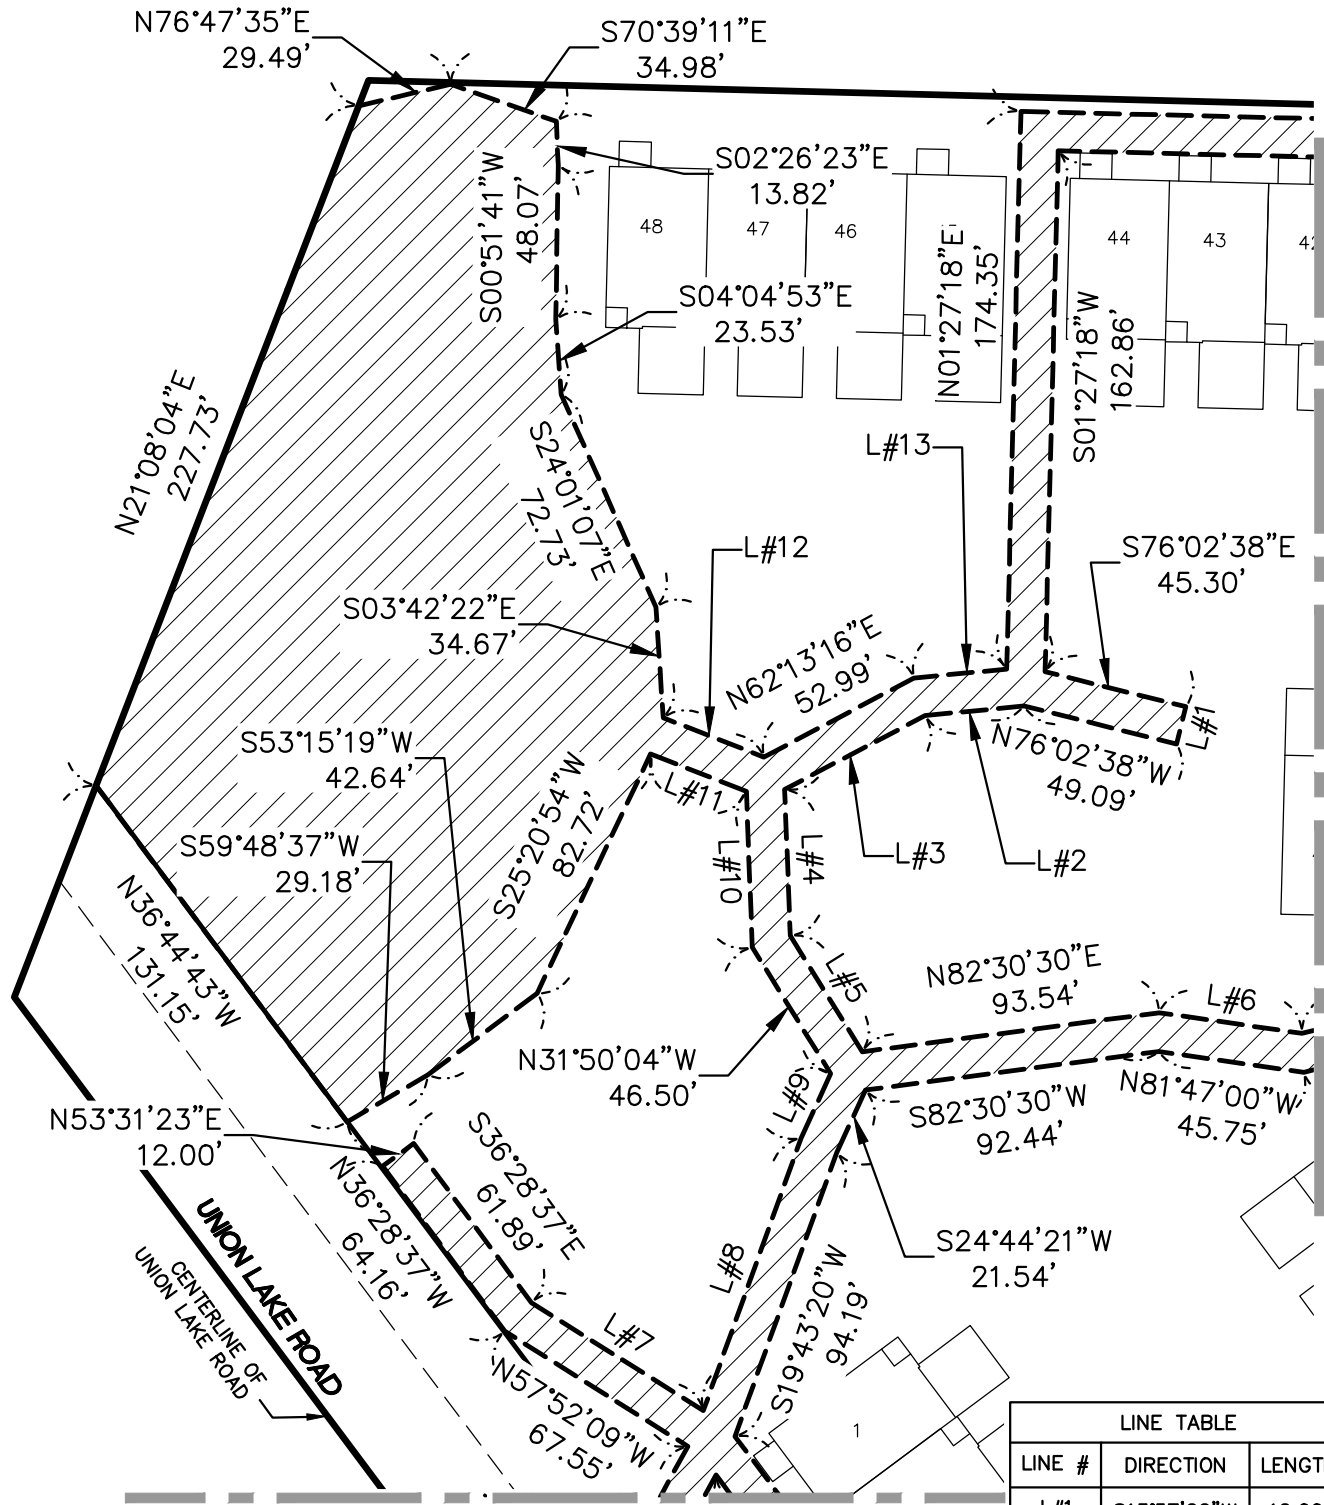 N76°47'35"E
29.49'
S70°39'11"E
34.98'
S02°26'23"E
13.82'
S00°51'41"W
48.07'
48
47
46
44
43
S04°04'53"E
23.53'
N01°27'18"E
174.35'
S01°27'18"W
162.86'
N21°08'04"E
227.73'
S24°01'07"E
72.73'
L#13
L#12
S76°02'38"E
45.30'
S03°42'22"E
34.67'
N62°13'16"E
52.99'
L#1
N76°02'38"W
49.09'
S53°15'19"W
42.64'
L#11
S25°20'54"W
82.72'
S59°48'37"W
29.18'
L#10
L#4
L#3
L#2
N36°44'43"W
131.15'
L#5
N82°30'30"E
93.54'
L#6
N31°50'04"W
46.50'
L#9
S82°30'30"W
92.44'
N81°47'00"W
45.75'
N53°31'23"E
12.00'
S36°28'37"E
61.89'
N36°28'37"W
64.16'
S24°44'21"W
21.54'
L#8
S19°43'20"W
94.19'
UNION LAKE ROAD
CENTERLINE OF
UNION LAKE ROAD
L#7
N57°52'09"W
67.55'
1
LINE TABLE
LINE # DIRECTION LENGT